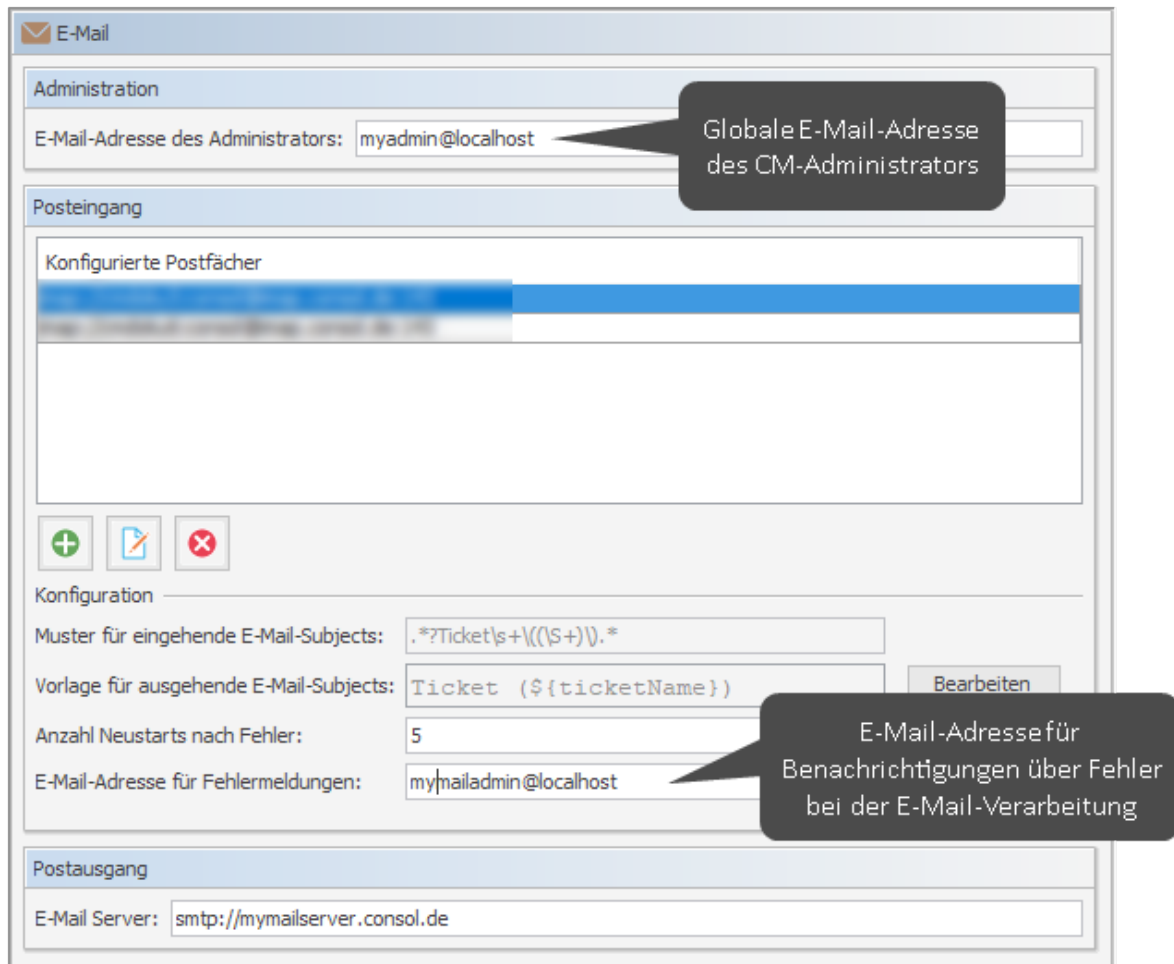 E-Mail
Administration
E-Mail-Adresse des Administrators: myadmin@localhost
Globale E-Mail-Adresse
des CM-Administrators
Posteingang
Konfigurierte Postfächer
Konfiguration
Muster für eingehende E-Mail-Subjects: .*?Ticket\s+\((\S+)\).*
Vorlage für ausgehende E-Mail-Subjects: Ticket (${ticketName}) Bearbeiten
Anzahl Neustarts nach Fehler: 5
E-Mail-Adresse für Fehlermeldungen: mymailadmin@localhost
E-Mail-Adresse für
Benachrichtigungen über Fehler
bei der E-Mail-Verarbeitung
Postausgang
E-Mail Server: smtp://mymailserver.consol.de